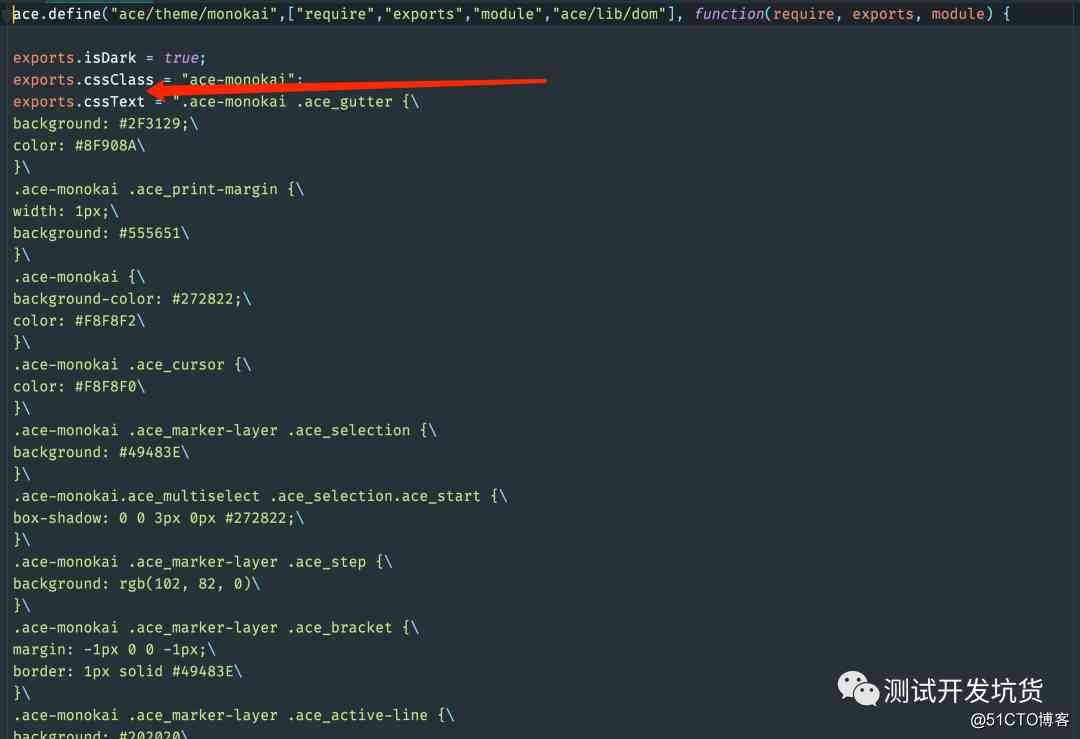 ace.define("ace/theme/monokai",["require","exports","module","ace/lib/dom"], function(require, exports, module) {
exports.isDark = true;
exports.cssClass = "ace-monokai";
exports.cssText = ".ace-monokai .ace_gutter {\
background: #2F3129;\
color: #8F908A\
}\
.ace-monokai .ace_print-margin {\
width: 1px;\
background: #555651\
}\
.ace-monokai {\
background-color: #272822;\
color: #F8F8F2\
}\
.ace-monokai .ace_cursor {\
color: #F8F8F0\
}\
.ace-monokai .ace_marker-layer .ace_selection {\
background: #49483E\
}\
.ace-monokai.ace_multiselect .ace_selection.ace_start {\
box-shadow: 0 0 3px 0px #272822;\
}\
.ace-monokai .ace_marker-layer .ace_step {\
background: rgb(102, 82, 0)\
}\
.ace-monokai .ace_marker-layer .ace_bracket {\
margin: -1px 0 0 -1px;\
border: 1px solid #49483E\
}\
.ace-monokai .ace_marker-layer .ace_active-line {\
background: #202020\
测试开发坑货
@51CTO博客